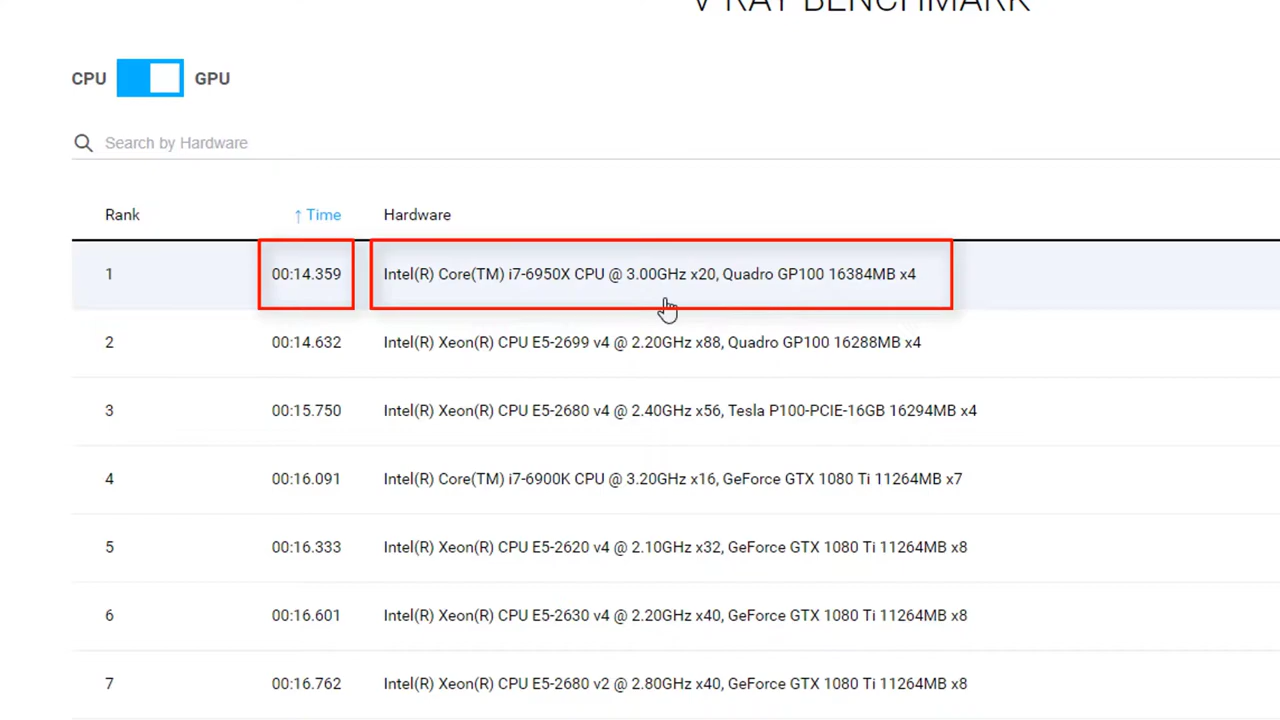 V-RAY BENCHMARK
CPU GPU
Search by Hardware
Rank ↑ Time Hardware
1 00:14.359 Intel(R) Core(TM) i7-6950X CPU @ 3.00GHz x20, Quadro GP100 16384MB x4
2 00:14.632 Intel(R) Xeon(R) CPU E5-2699 v4 @ 2.20GHz x88, Quadro GP100 16288MB x4
3 00:15.750 Intel(R) Xeon(R) CPU E5-2680 v4 @ 2.40GHz x56, Tesla P100-PCIE-16GB 16294MB x4
4 00:16.091 Intel(R) Core(TM) i7-6900K CPU @ 3.20GHz x16, GeForce GTX 1080 Ti 11264MB x7
5 00:16.333 Intel(R) Xeon(R) CPU E5-2620 v4 @ 2.10GHz x32, GeForce GTX 1080 Ti 11264MB x8
6 00:16.601 Intel(R) Xeon(R) CPU E5-2630 v4 @ 2.20GHz x40, GeForce GTX 1080 Ti 11264MB x8
7 00:16.762 Intel(R) Xeon(R) CPU E5-2680 v2 @ 2.80GHz x40, GeForce GTX 1080 Ti 11264MB x8